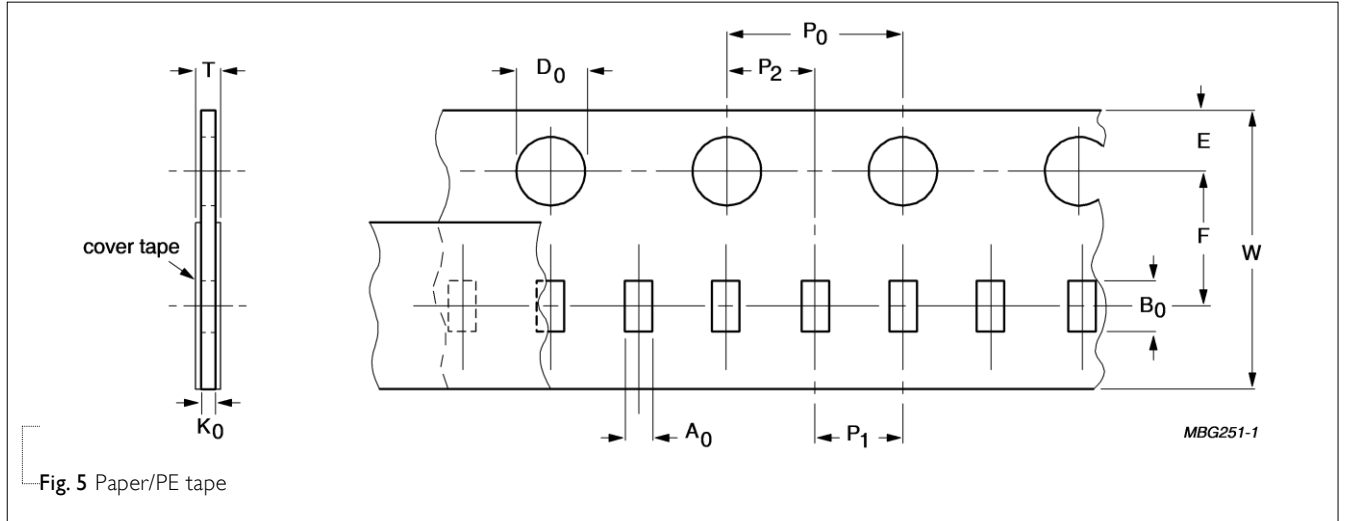 P0
T
D0
P2
E
cover tape
F
W
B0
K0
A0
P1
MBG251-1
Fig. 5 Paper/PE tape